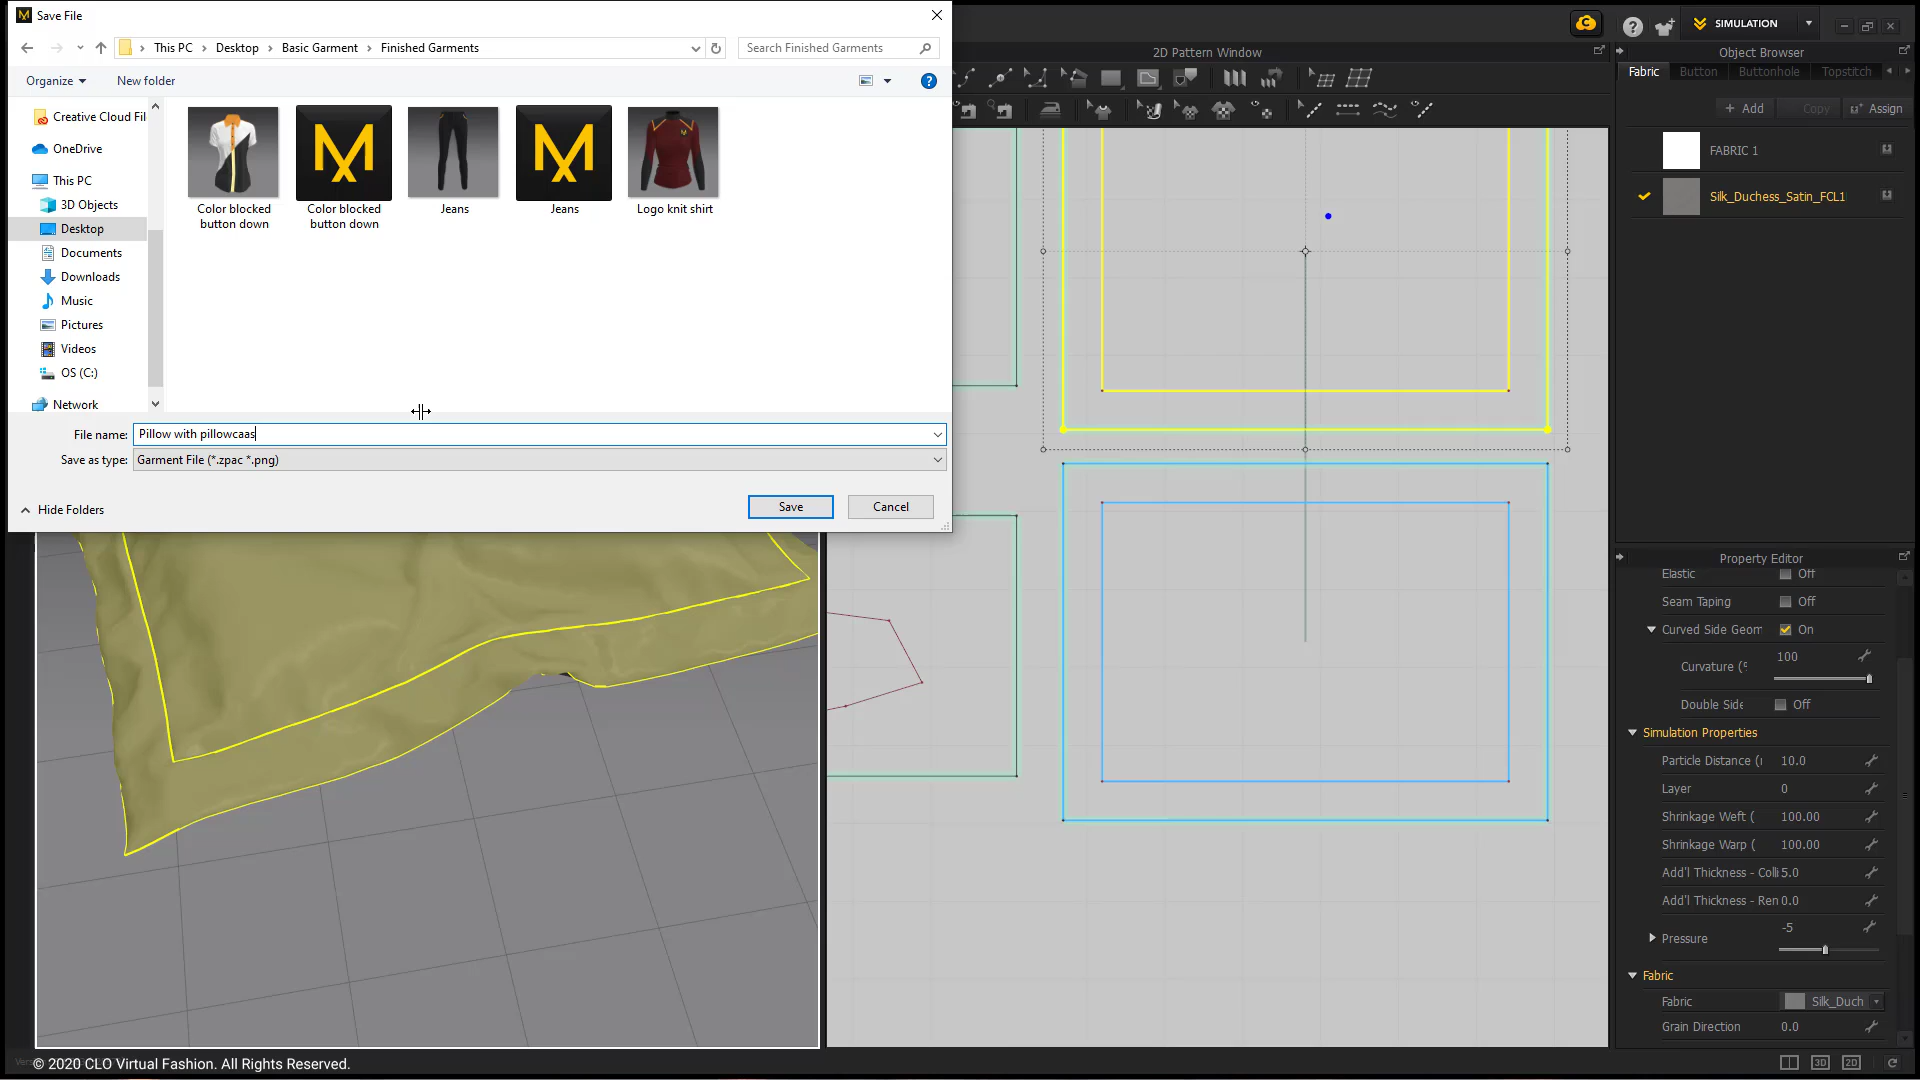 Save File
This PC > Desktop > Basic Garment > Finished Garments
Search Finished Garments
Organize
New folder
Creative Cloud Fil
OneDrive
This PC
3D Objects
Desktop
Documents
Downloads
Music
Pictures
Videos
OS (C:)
Network
Color blocked button down
Color blocked button down
Jeans
Jeans
Logo knit shirt
File name: Pillow with pillowcaas
Save as type: Garment File (*.zpac *.png)
Hide Folders
Save
Cancel
2D Pattern Window
SIMULATION
Object Browser
Fabric
Button
Buttonhole
Topstitch
+ Add
Copy
Assign
FABRIC 1
Silk_Duchess_Satin_FCL1
Property Editor
Elastic Off
Seam Taping Off
Curved Side Geom On
Curvature (° 100
Double Side Off
Simulation Properties
Particle Distance (i 10.0
Layer 0
Shrinkage Weft ( 100.00
Shrinkage Warp ( 100.00
Add'l Thickness - Colli 5.0
Add'l Thickness - Ren 0.0
Pressure -5
Fabric
Fabric Silk_Duch
Grain Direction 0.0
3D
2D
© 2020 CLO Virtual Fashion. All Rights Reserved.